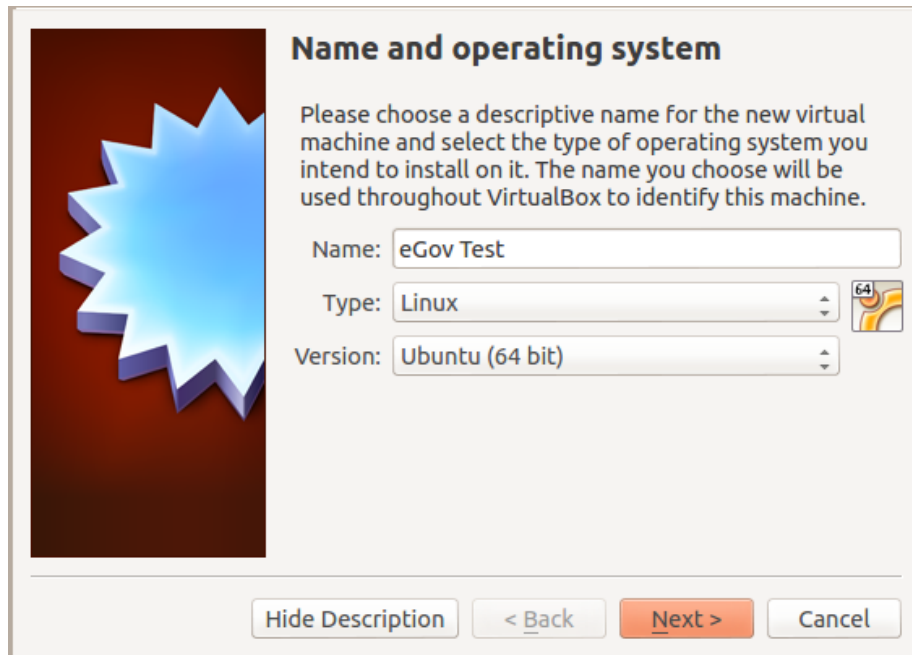 Name and operating system
Please choose a descriptive name for the new virtual
machine and select the type of operating system you
intend to install on it. The name you choose will be
used throughout VirtualBox to identify this machine.
Name: eGov Test
Type: Linux
64
Version: Ubuntu (64 bit)
Hide Description < Back Next > Cancel